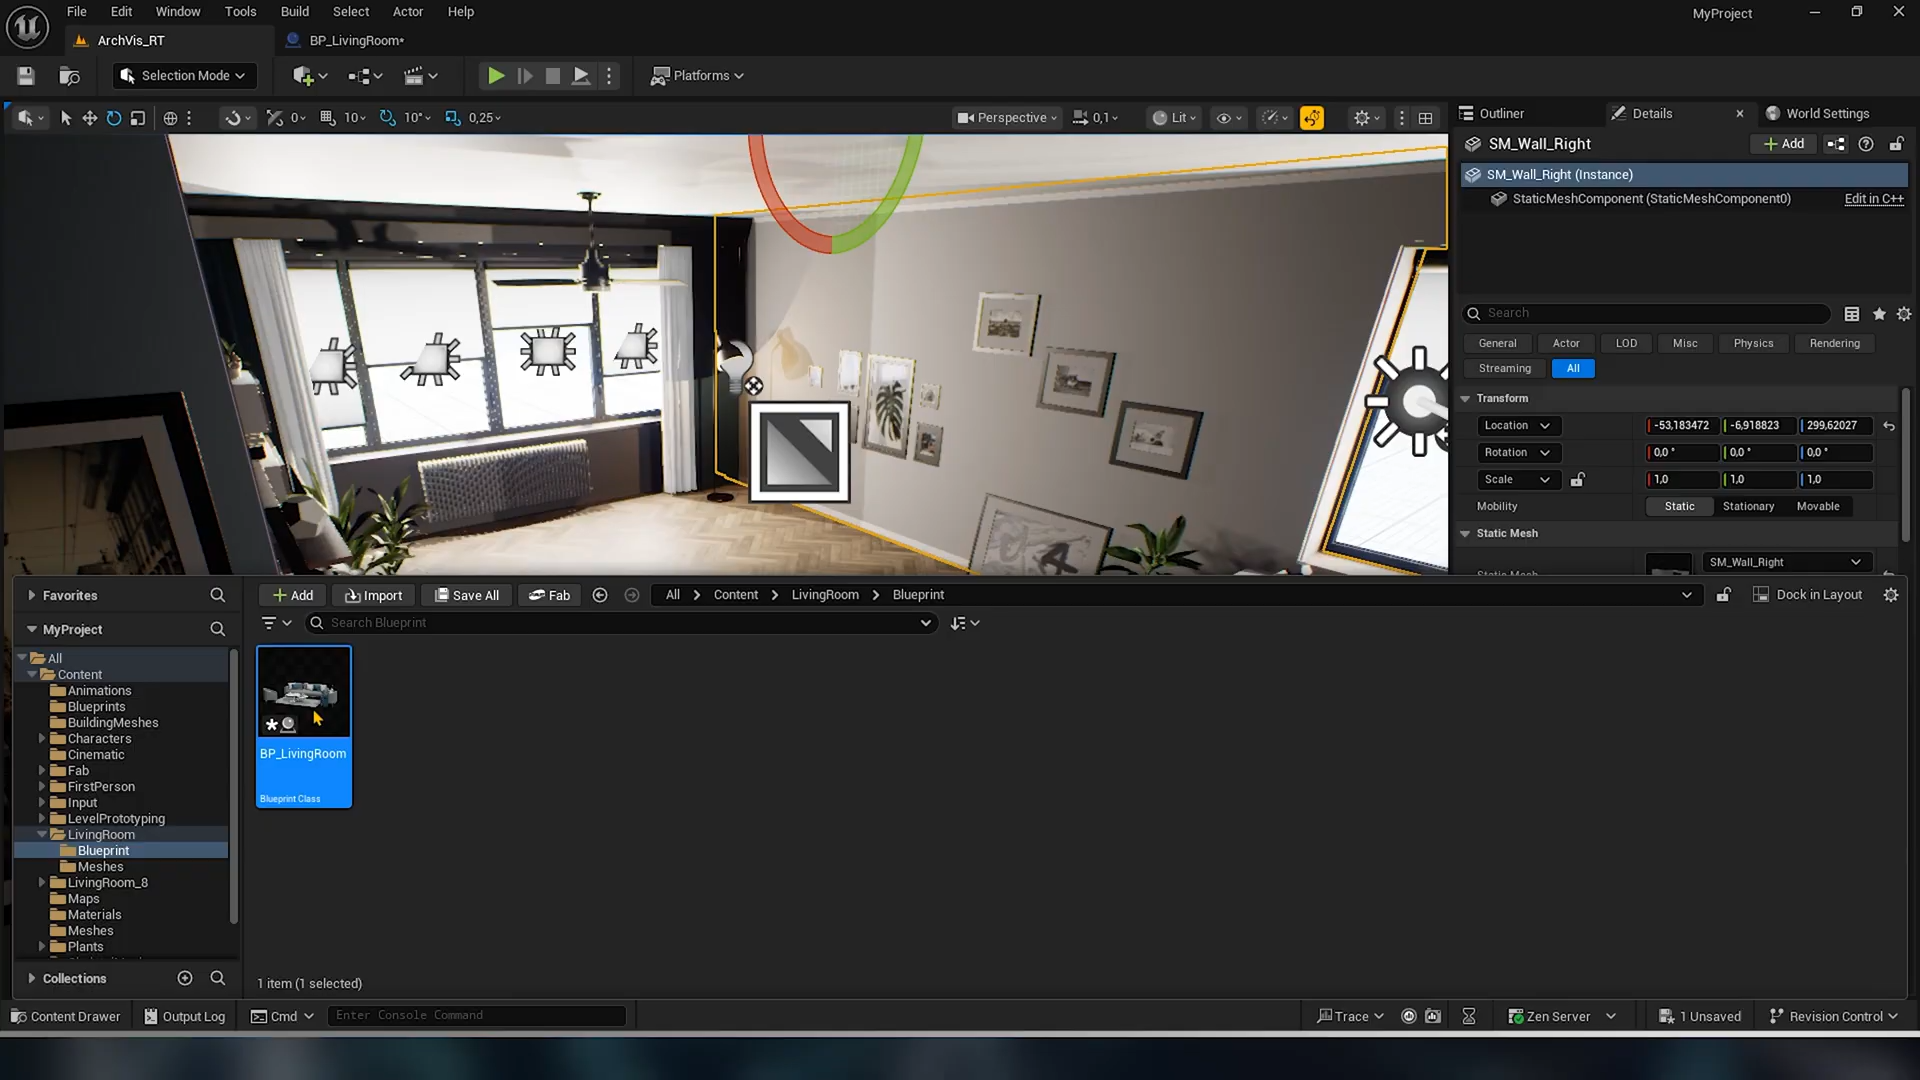 File Edit Window Tools Build Select Actor Help
MyProject
ArchVis_RT
BP_LivingRoom*
Selection Mode
Platforms
0
10
10°
0,25
Perspective
0,1
Lit
Outliner
Details
World Settings
SM_Wall_Right
Add
SM_Wall_Right (Instance)
StaticMeshComponent (StaticMeshComponent0)
Edit in C++
Search
General Actor LOD Misc Physics Rendering
Streaming All
Transform
Location -53,183472 -6,918823 299,62027
Rotation 0,0 ° 0,0 ° 0,0 °
Scale 1,0 1,0 1,0
Mobility Static Stationary Movable
Static Mesh
SM_Wall_Right
Static Mesh
Favorites
Add Import Save All Fab
All Content LivingRoom Blueprint
Dock in Layout
MyProject
Search Blueprint
All
Content
Animations
Blueprints
BuildingMeshes
Characters
Cinematic
Fab
FirstPerson
Input
LevelPrototyping
LivingRoom
Blueprint
Meshes
LivingRoom_8
Maps
Materials
Meshes
Plants
BP_LivingRoom
Blueprint Class
Collections
1 item (1 selected)
Content Drawer
Output Log
Cmd
Enter Console Command
Trace
Zen Server
1 Unsaved
Revision Control